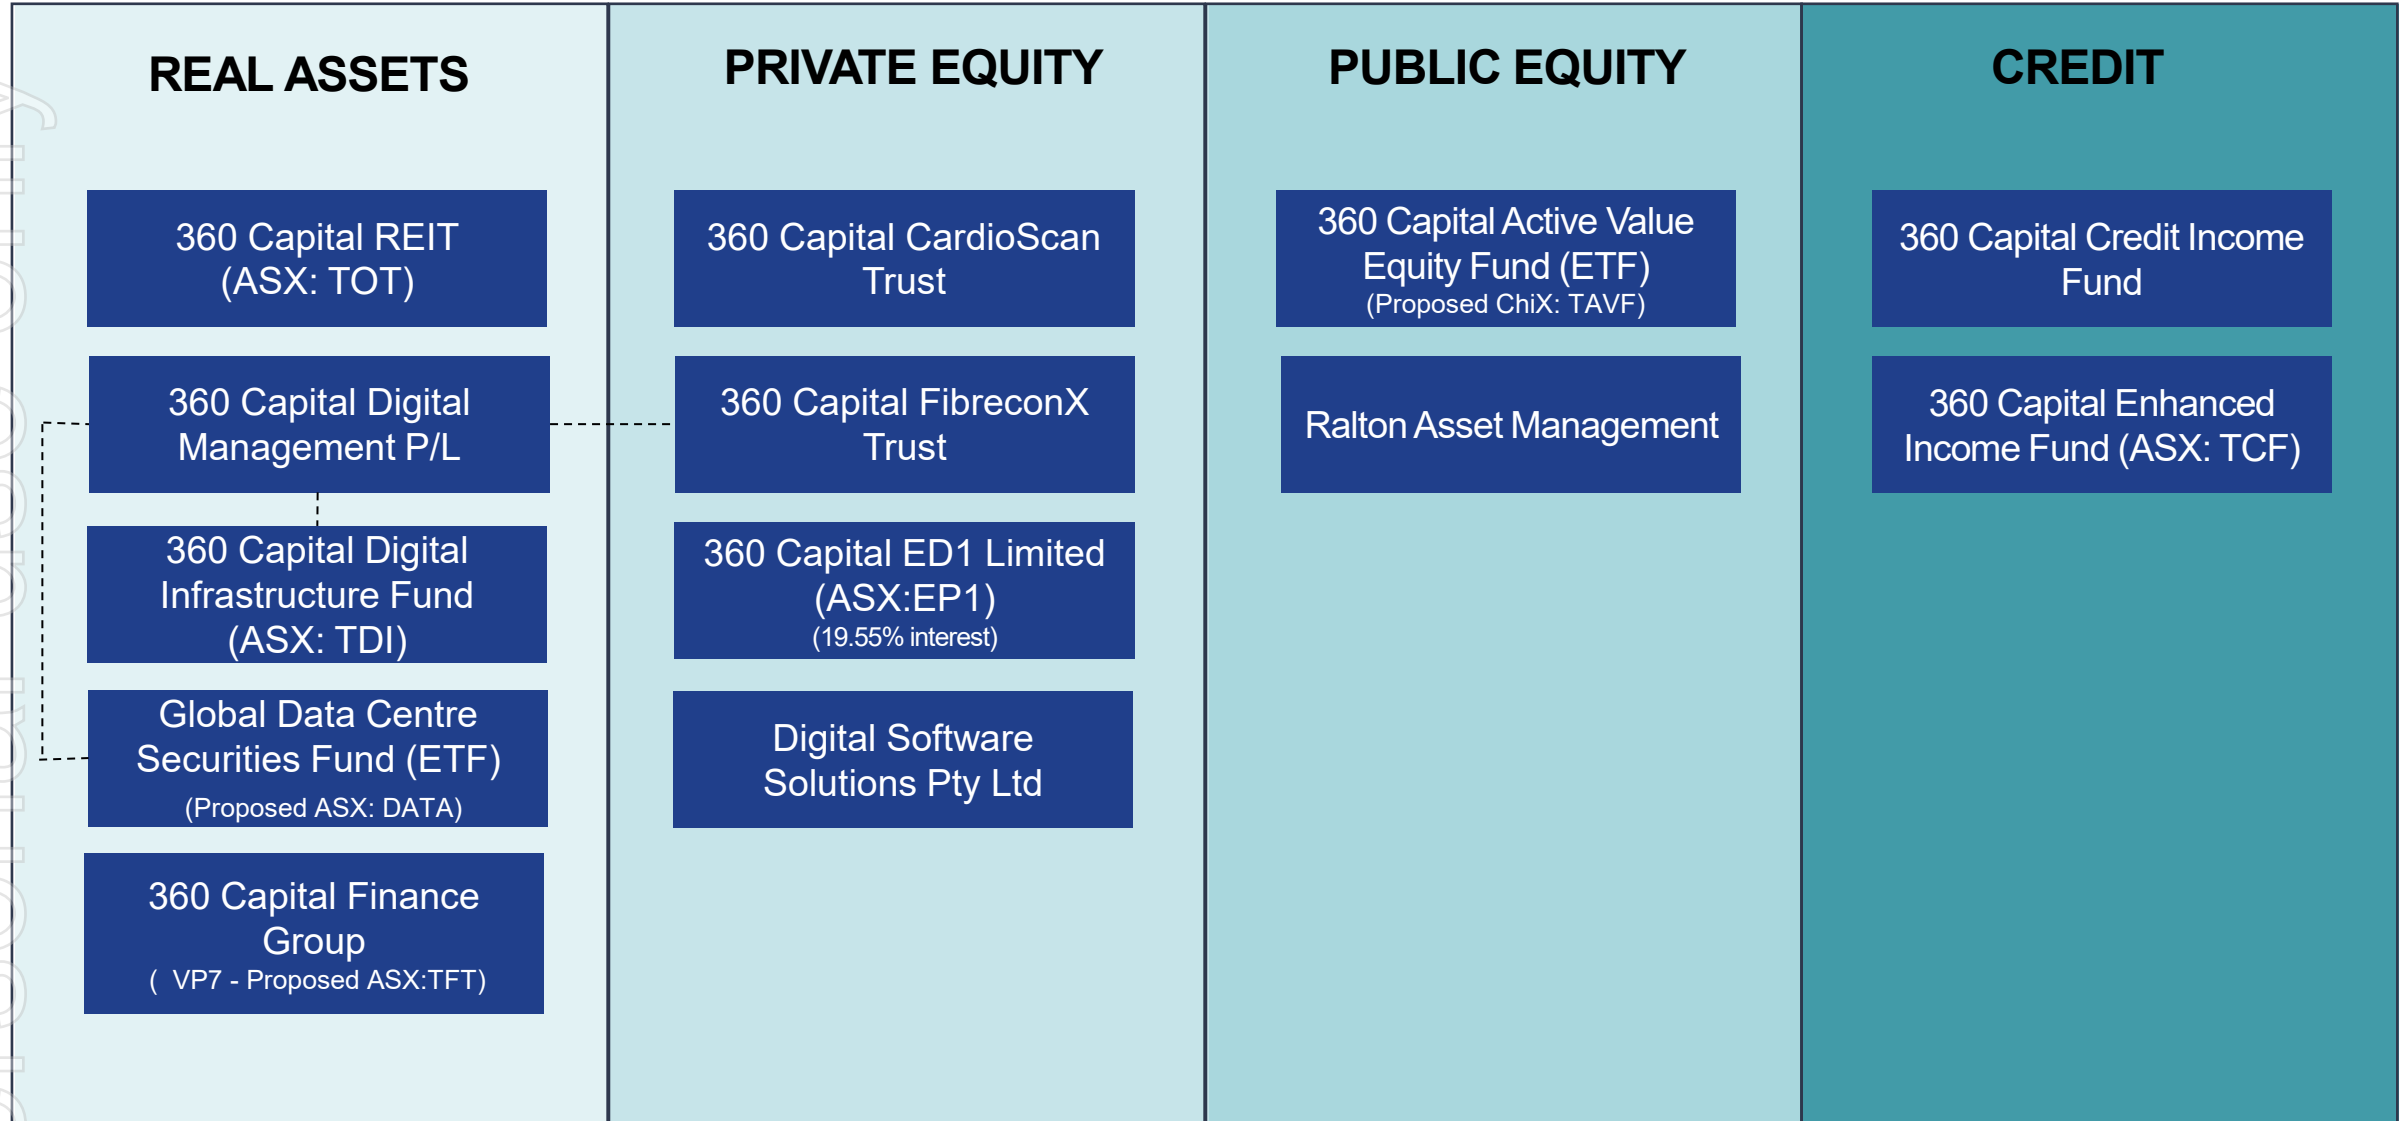 REAL ASSETS
360 Capital REIT
(ASX: TOT)
360 Capital Digital
Management P/L
360 Capital Digital
Infrastructure Fund
(ASX: TDI)
Global Data Centre
Securities Fund (ETF)
(Proposed ASX: DATA)
360 Capital Finance
Group
( VP7 - Proposed ASX:TFT)
PRIVATE EQUITY
360 Capital CardioScan
Trust
360 Capital FibreconX
Trust
360 Capital ED1 Limited
(ASX:EP1)
(19.55% interest)
Digital Software
Solutions Pty Ltd
PUBLIC EQUITY
360 Capital Active Value
Equity Fund (ETF)
(Proposed ChiX: TAVF)
Ralton Asset Management
CREDIT
360 Capital Credit Income
Fund
360 Capital Enhanced
Income Fund (ASX: TCF)